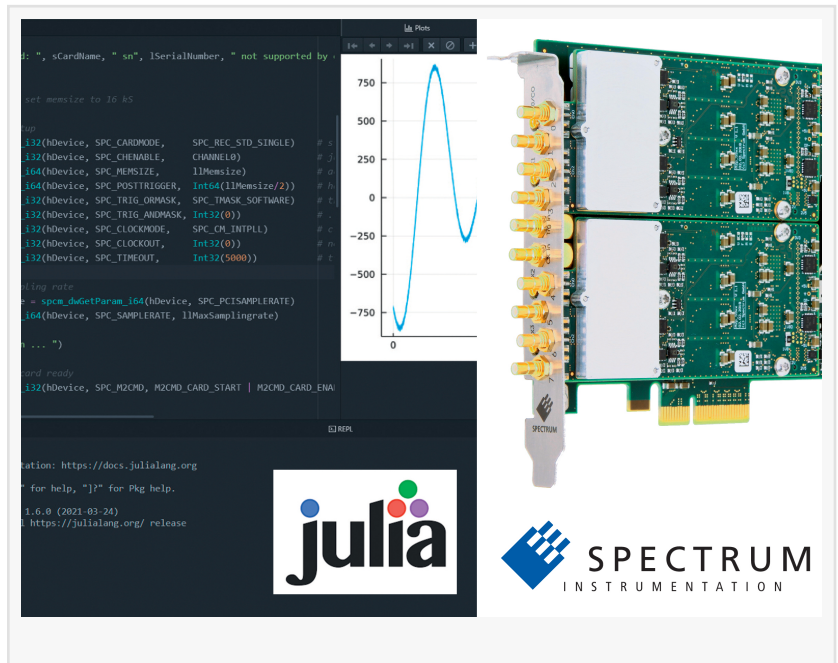 d: ", sCardName, " sn", lSerialNumber, " not supported by
set memsize to 16 kS
tup
_i32(hDevice, SPC_CARDMODE, SPC_REC_STD_SINGLE) # s
_i32(hDevice, SPC_CHENABLE, CHANNEL0) # j
_i64(hDevice, SPC_MEMSIZE, llMemsize) # o
_i64(hDevice, SPC_POSTTRIGGER, Int64(llMemsize/2)) # h
_i32(hDevice, SPC_TRIG_ORMASK, SPC_TMASK_SOFTWARE) # t
_i32(hDevice, SPC_TRIG_ANDMASK, Int32(0)) # .
_i32(hDevice, SPC_CLOCKMODE, SPC_CM_INTPLL) # c
_i32(hDevice, SPC_CLOCKOUT, Int32(0)) # n
_i32(hDevice, SPC_TIMEOUT, Int32(5000)) # t
ling rate
e = spcm_dwGetParam_i64(hDevice, SPC_PCISAMPLERATE)
_i64(hDevice, SPC_SAMPLERATE, llMaxSamplingrate)
n ... ")
card ready
_i32(hDevice, SPC_M2CMD, M2CMD_CARD_START | M2CMD_CARD_ENA
Plots
750
500
250
0
−250
−500
−750
0
REPL
tation: https://docs.julialang.org
" for help, "]?" for Pkg help.
1.6.0 (2021-03-24)
l https://julialang.org/ release
julia
SPECTRUM
SPECTRUM
INSTRUMENTATION